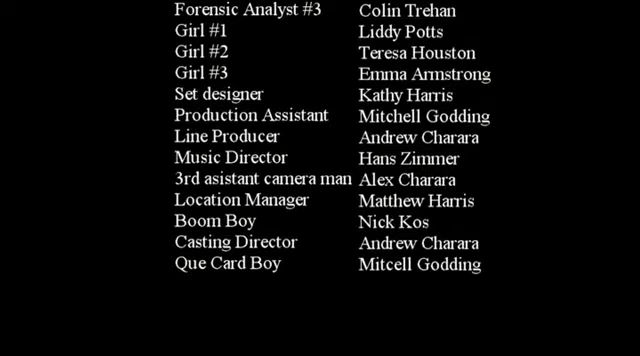 Forensic Analyst #3 Colin Trehan
Girl #1 Liddy Potts
Girl #2 Teresa Houston
Girl #3 Emma Armstrong
Set designer Kathy Harris
Production Assistant Mitchell Godding
Line Producer Andrew Charara
Music Director Hans Zimmer
3rd asistant camera man Alex Charara
Location Manager Matthew Harris
Boom Boy Nick Kos
Casting Director Andrew Charara
Que Card Boy Mitcell Godding